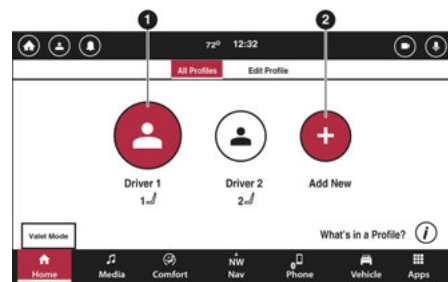 1 2
72° 12:32
All Profiles Edit Profile
Driver 1 Driver 2 Add New
1 2
Valet Mode What's in a Profile? i
NW
Home Media Comfort Nav Phone Vehicle Apps